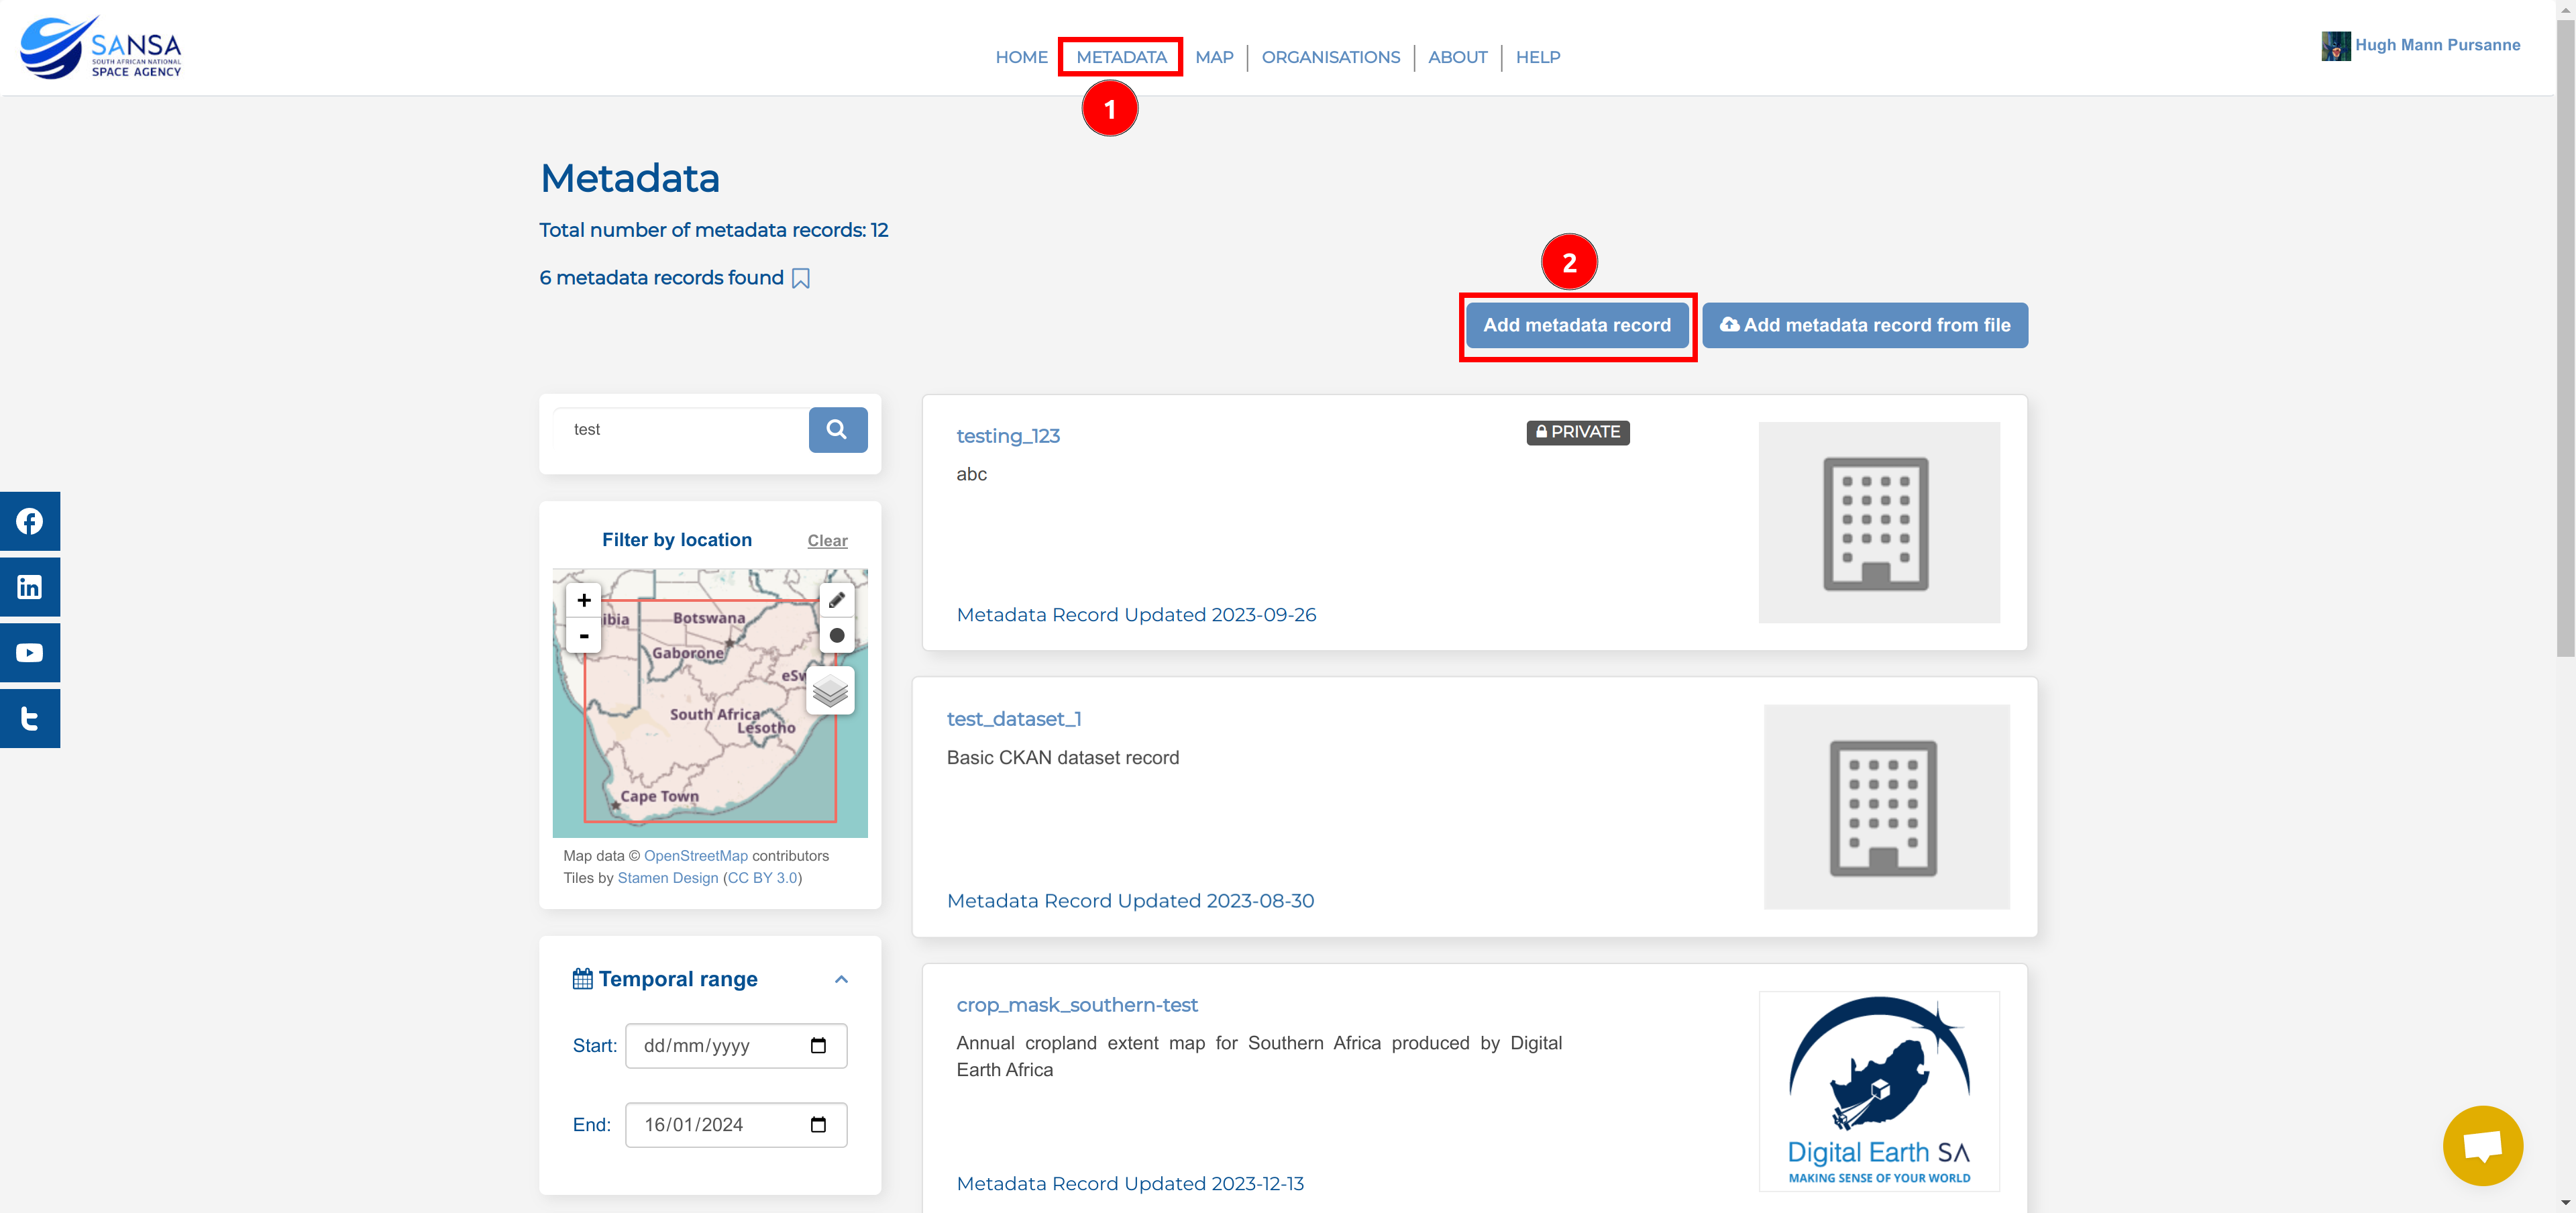 SANSA
SOUTH AFRICAN NATIONAL
SPACE AGENCY
HOME METADATA MAP ORGANISATIONS ABOUT HELP
Hugh Mann Pursanne
1
Metadata
Total number of metadata records: 12
6 metadata records found
2
Add metadata record
Add metadata record from file
test
Filter by location
Clear
+
-
ibia
Botswana
Gaborone
eSw
South Africa
Lesotho
Cape Town
Map data © OpenStreetMap contributors
Tiles by Stamen Design (CC BY 3.0)
Temporal range
Start: dd/mm/yyyy
End: 16/01/2024
testing_123
PRIVATE
abc
Metadata Record Updated 2023-09-26
test_dataset_1
Basic CKAN dataset record
Metadata Record Updated 2023-08-30
crop_mask_southern-test
Annual cropland extent map for Southern Africa produced by Digital
Earth Africa
Metadata Record Updated 2023-12-13
Digital Earth SA
MAKING SENSE OF YOUR WORLD